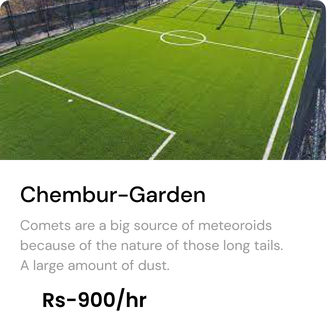 Chembur-Garden
Comets are a big source of meteoroids
because of the nature of those long tails.
A large amount of dust.
Rs-900/hr